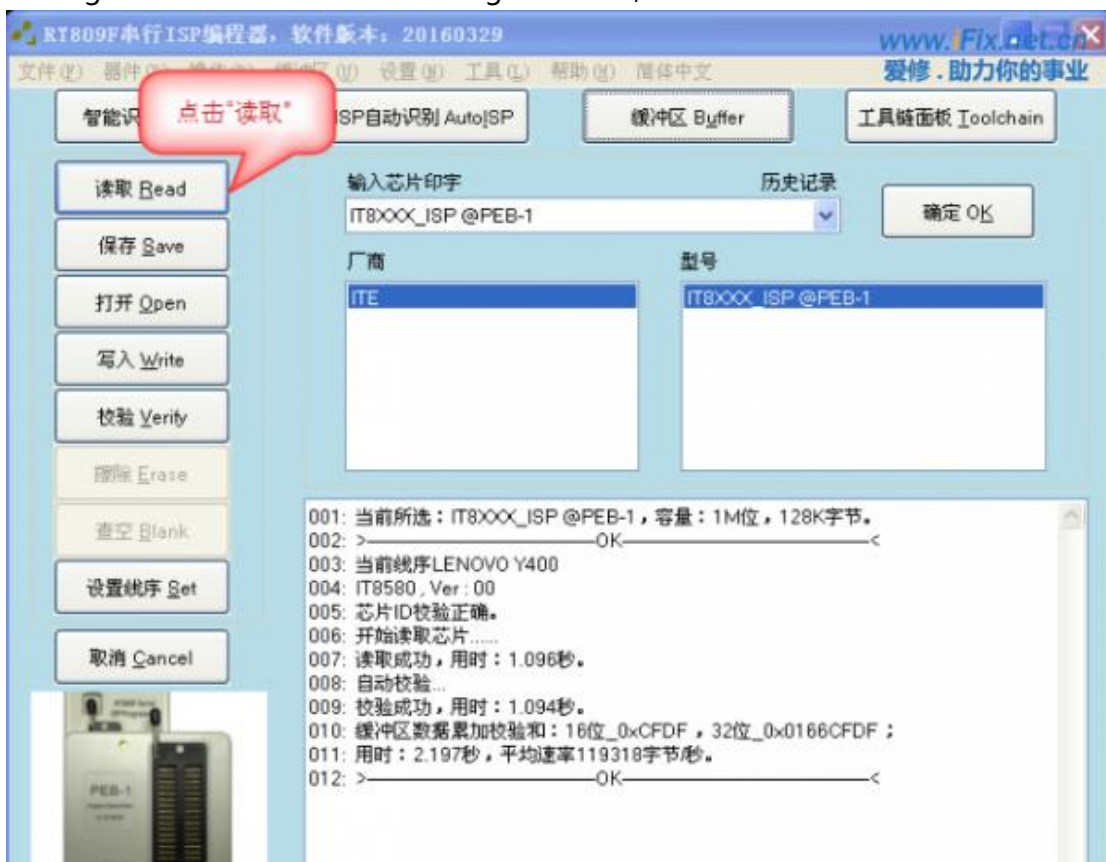 RT809F串行ISP编程器，软件版本：20160329
www.iFix.net.cn
爱修.助力你的事业
工具(L) 帮助 简体中文
智能识
点击“读取”
ISP自动识别 Auto|SP
缓冲区 Buffer
工具链面板 Toolchain
读取 Read
保存 Save
打开 Open
写入 Write
校验 Verify
擦除 Erase
查空 Blank
设置线序 Set
取消 Cancel
输入芯片印字
历史记录
IT8XXX_ISP @PEB-1
确定 OK
厂商
型号
ITE
IT8XXX_ISP @PEB-1
001: 当前所选：IT8XXX_ISP @PEB-1，容量：1M位，128K字节。
002: >————————OK————————<
003: 当前线序LENOVO Y400
004: IT8580 , Ver : 00
005: 芯片ID校验正确。
006: 开始读取芯片......
007: 读取成功，用时：1.096秒。
008: 自动校验...
009: 校验成功，用时：1.094秒。
010: 缓冲区数据累加校验和：16位_0xCFDF ，32位_0x0166CFDF；
011: 用时：2.197秒，平均速率119318字节/秒。
012: >————————OK————————<
PEB-1